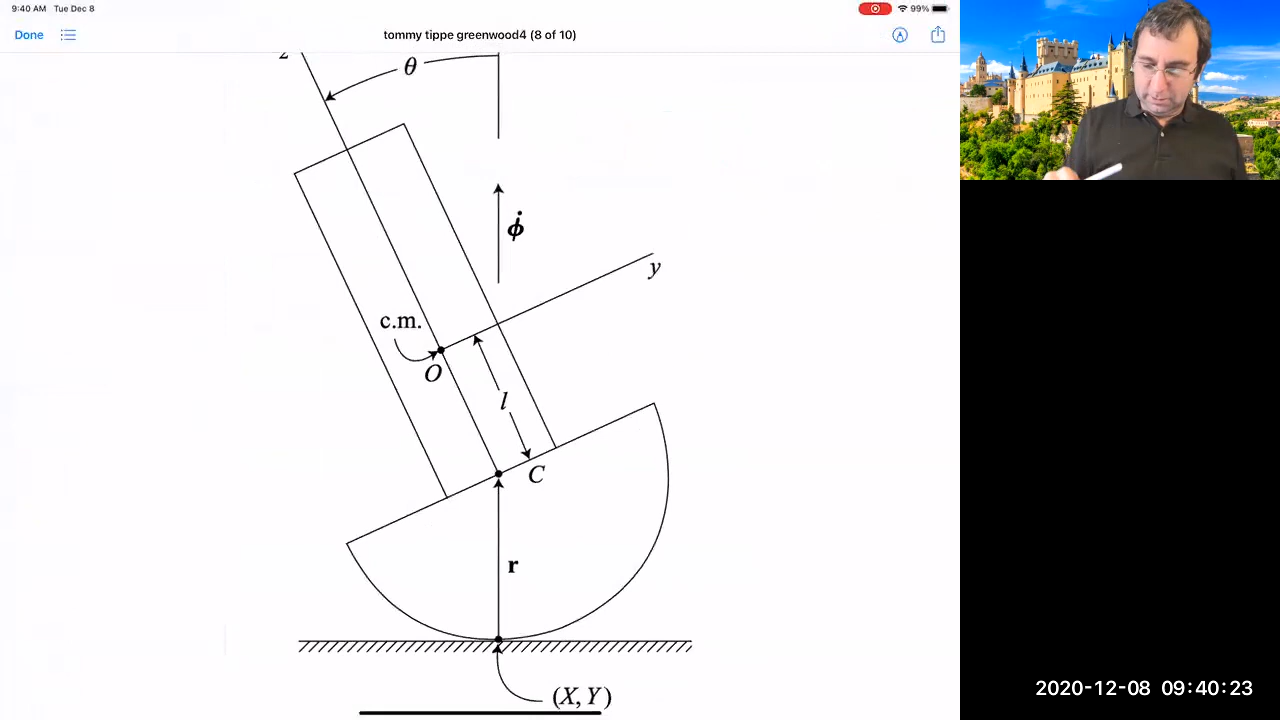 9:40 AM Tue Dec 8
99%
Done
tommy tippe greenwood4 (8 of 10)
z
θ
ϕ̇
y
c.m.
O
l
C
r
(X, Y)
2020-12-08 09:40:23